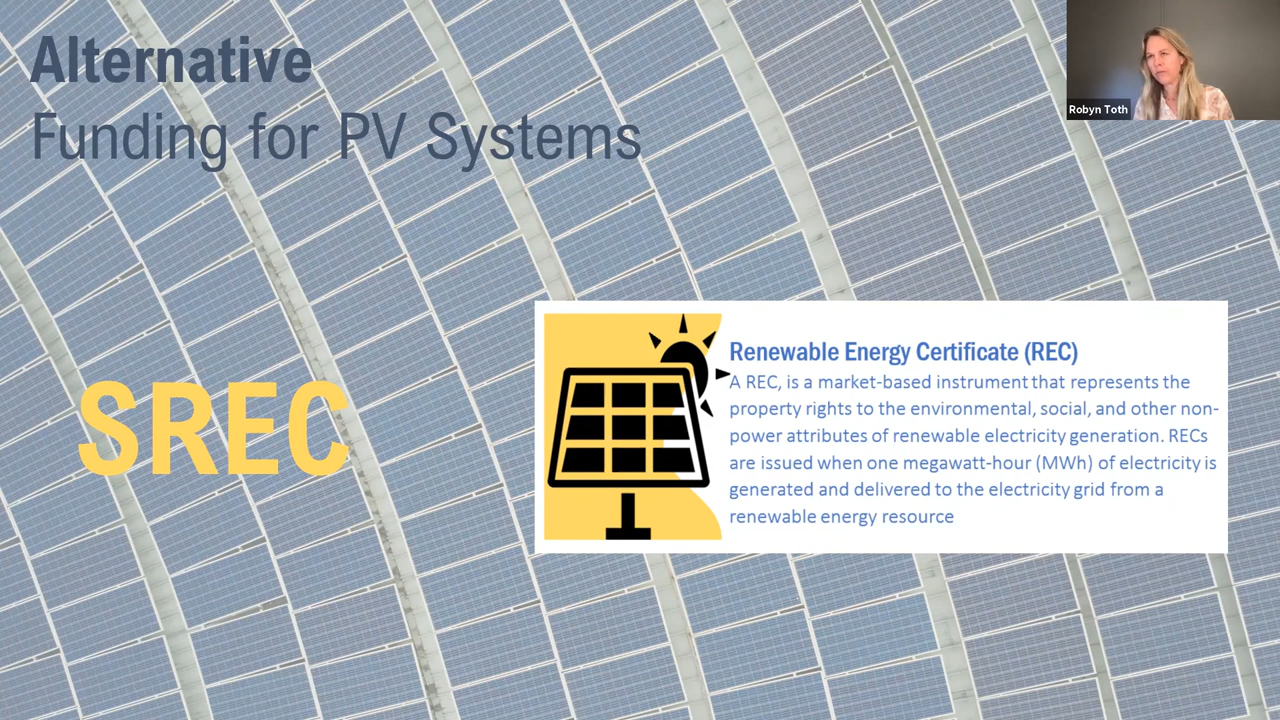 Alternative
Funding for PV Systems
Robyn Toth
SREC
Renewable Energy Certificate (REC)
A REC, is a market-based instrument that represents the
property rights to the environmental, social, and other non-
power attributes of renewable electricity generation. RECs
are issued when one megawatt-hour (MWh) of electricity is
generated and delivered to the electricity grid from a
renewable energy resource